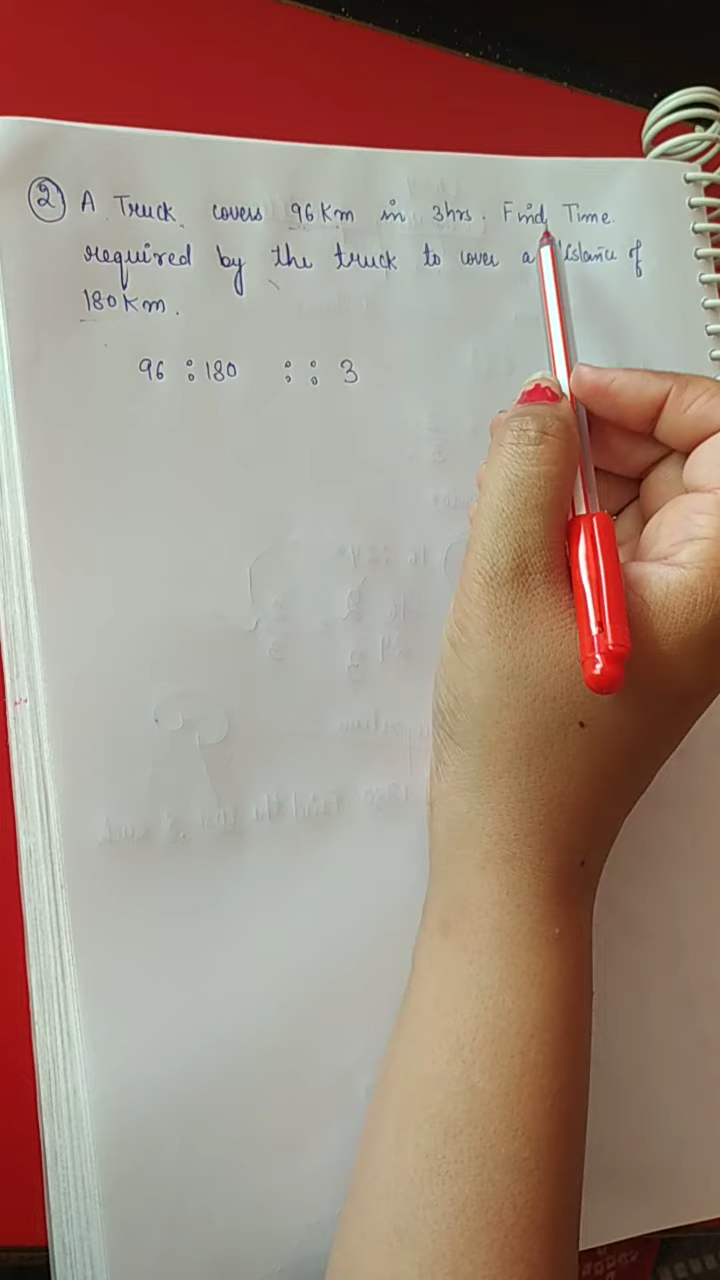 2 A Truck covers 96 Km in 3hrs. Find Time
required by the truck to cover a distance of
180 Km.
96 : 180 :: 3